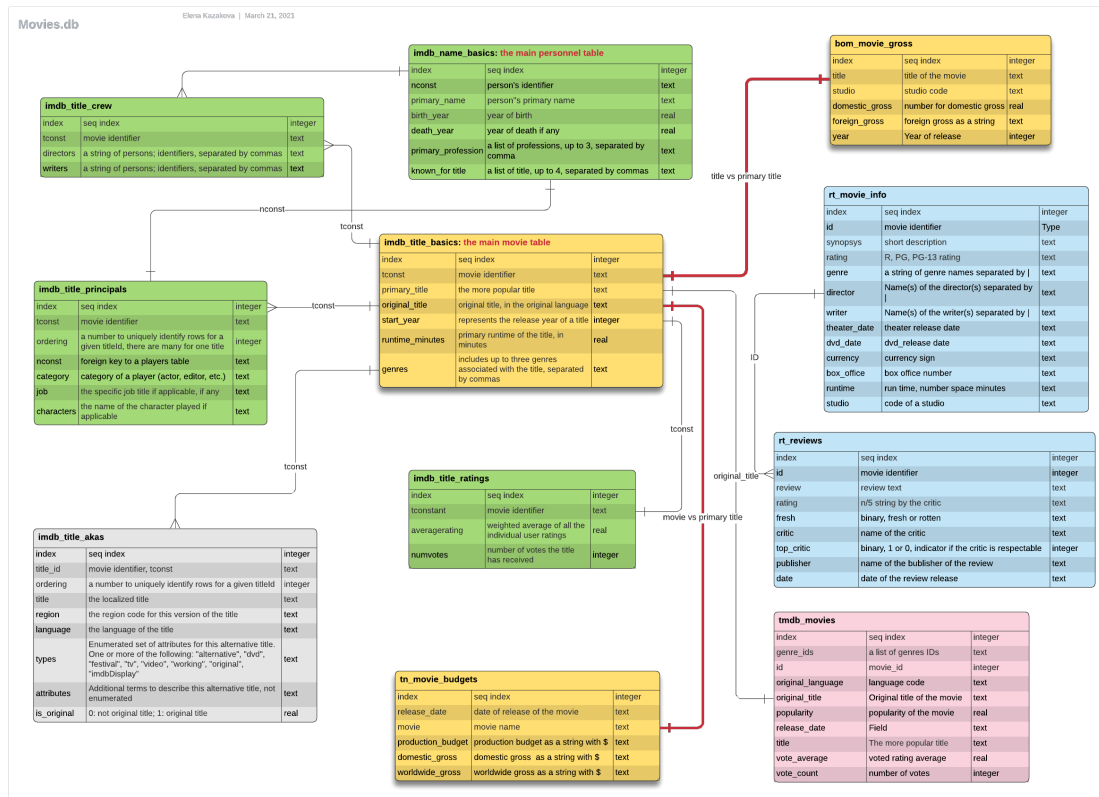 Movies.db
Elena Kazakova | March 21, 2021
imdb_name_basics: the main personnel table
index seq index integer
nconst person's identifier text
primary_name person"s primary name text
birth_year year of birth real
death_year year of death if any real
primary_profession a list of professions, up to 3, separated by comma text
known_for title a list of title, up to 4, separated by commas text
bom_movie_gross
index seq index integer
title title of the movie text
studio studio code text
domestic_gross number for domestic gross real
foreign_gross foreign gross as a string text
year Year of release integer
imdb_title_crew
index seq index integer
tconst movie identifier text
directors a string of persons; identifiers, separated by commas text
writers a string of persons; identifiers, separated by commas text
title vs primary title
nconst
tconst
rt_movie_info
index seq index integer
id movie identifier Type
synopsys short description text
rating R, PG, PG-13 rating text
genre a string of genre names separated by | text
director Name(s) of the director(s) separated by | text
writer Name(s) of the writer(s) separated by | text
theater_date theater release date text
dvd_date dvd_release date text
currency currency sign text
box_office box office number text
runtime run time, number space minutes text
studio code of a studio text
imdb_title_basics: the main movie table
index seq index integer
tconst movie identifier text
primary_title the more popular title text
original_title original title, in the original language text
start_year represents the release year of a title integer
runtime_minutes primary runtime of the title, in minutes real
genres includes up to three genres associated with the title, separated by commas text
imdb_title_principals
index seq index integer
tconst movie identifier text
ordering a number to uniquely identify rows for a given titleId, there are many for one title integer
nconst foreign key to a players table text
category category of a player (actor, editor, etc.) text
job the specific job title if applicable, if any text
characters the name of the character played if applicable text
tconst
ID
tconst
tconst
original_title
movie vs primary title
rt_reviews
index seq index integer
id movie identifier integer
review review text text
rating n/5 string by the critic text
fresh binary, fresh or rotten text
critic name of the critic text
top_critic binary, 1 or 0, indicator if the critic is respectable integer
publisher name of the bublisher of the review text
date date of the review release text
imdb_title_ratings
index seq index integer
tconstant movie identifier text
averagerating weighted average of all the individual user ratings real
numvotes number of votes the title has received integer
imdb_title_akas
index seq index integer
title_id movie identifier, tconst text
ordering a number to uniquely identify rows for a given titleId integer
title the localized title text
region the region code for this version of the title text
language the language of the title text
types Enumerated set of attributes for this alternative title. One or more of the following: "alternative", "dvd", "festival", "tv", "video", "working", "original", "imdbDisplay" text
attributes Additional terms to describe this alternative title, not enumerated text
is_original 0: not original title; 1: original title real
tmdb_movies
index seq index integer
genre_ids a list of genres IDs text
id movie_id integer
original_language language code text
original_title Original title of the movie text
popularity popularity of the movie real
release_date Field text
title The more popular title text
vote_average voted rating average real
vote_count number of votes integer
tn_movie_budgets
index seq index integer
release_date date of release of the movie text
movie movie name text
production_budget production budget as a string with $ text
domestic_gross domestic gross as a string with $ text
worldwide_gross worldwide gross as a string with $ text